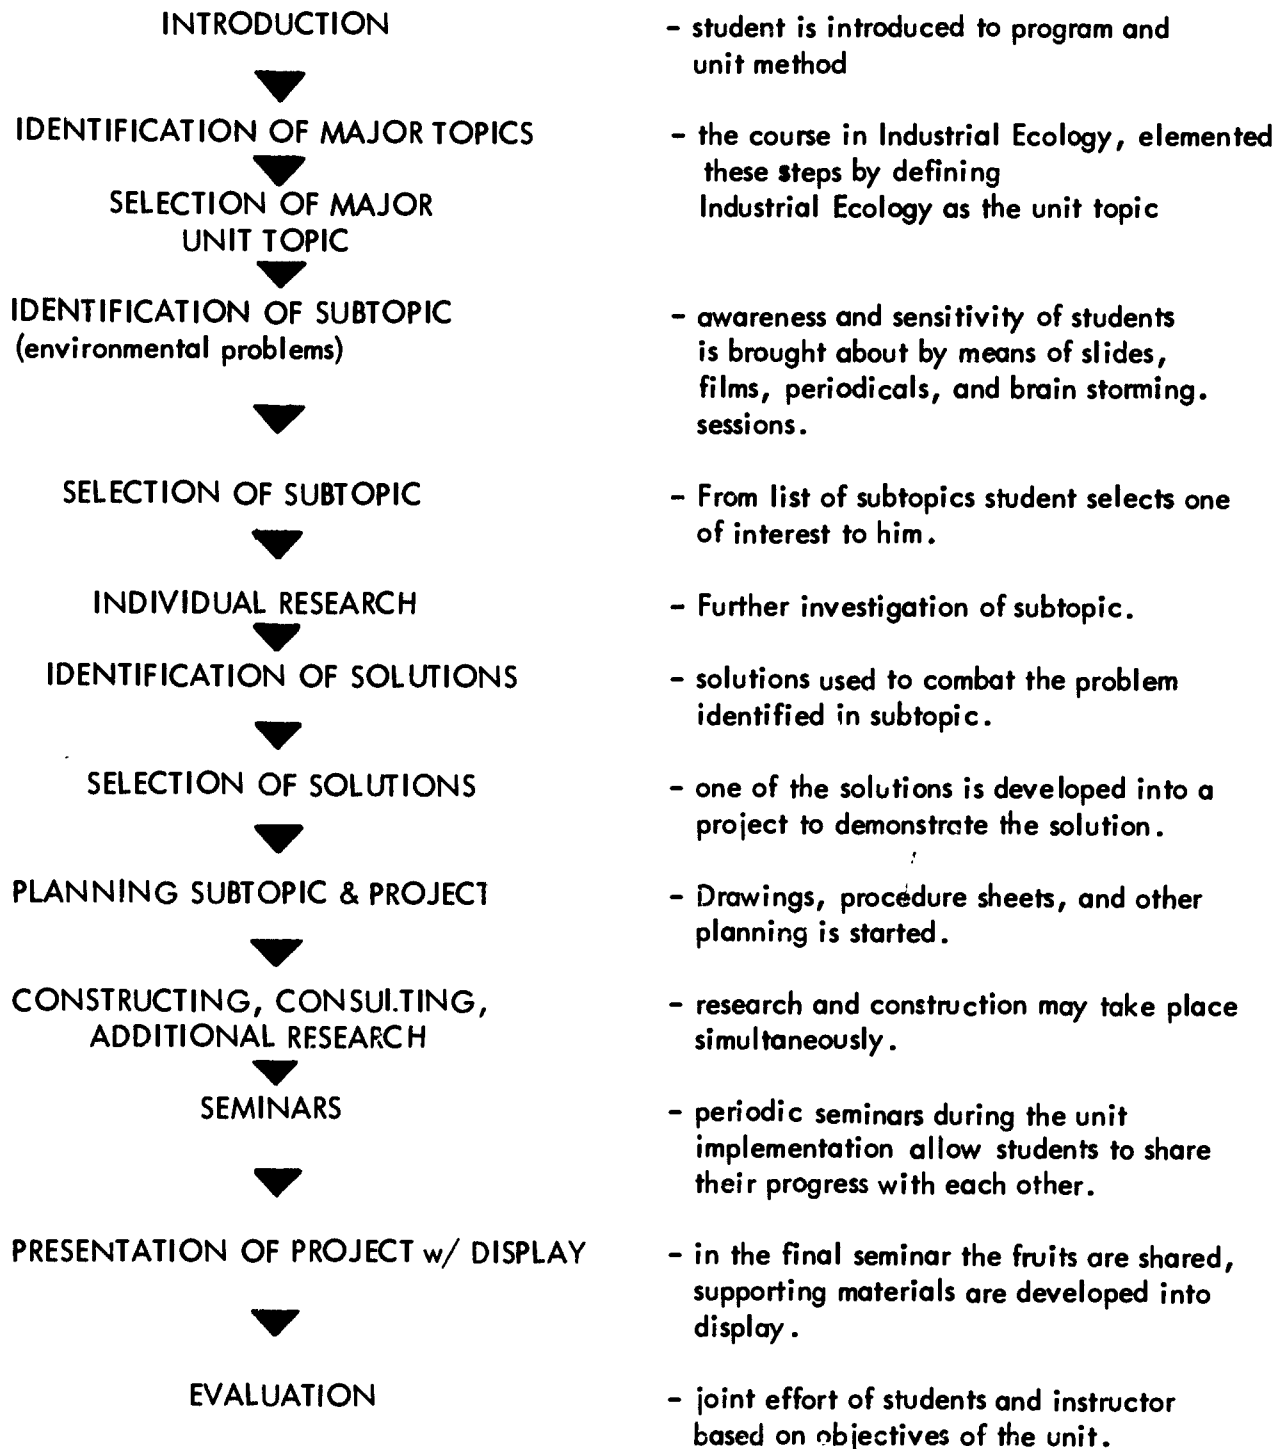 INTRODUCTION
- student is introduced to program and
unit method
IDENTIFICATION OF MAJOR TOPICS
- the course in Industrial Ecology, elemented
these steps by defining
Industrial Ecology as the unit topic
SELECTION OF MAJOR
UNIT TOPIC
IDENTIFICATION OF SUBTOPIC
(environmental problems)
- awareness and sensitivity of students
is brought about by means of slides,
films, periodicals, and brain storming.
sessions.
SELECTION OF SUBTOPIC
- From list of subtopics student selects one
of interest to him.
INDIVIDUAL RESEARCH
- Further investigation of subtopic.
IDENTIFICATION OF SOLUTIONS
- solutions used to combat the problem
identified in subtopic.
SELECTION OF SOLUTIONS
- one of the solutions is developed into a
project to demonstrate the solution.
PLANNING SUBTOPIC & PROJECT
- Drawings, procedure sheets, and other
planning is started.
CONSTRUCTING, CONSULTING,
ADDITIONAL RESEARCH
- research and construction may take place
simultaneously.
SEMINARS
- periodic seminars during the unit
implementation allow students to share
their progress with each other.
PRESENTATION OF PROJECT w/ DISPLAY
- in the final seminar the fruits are shared,
supporting materials are developed into
display.
EVALUATION
- joint effort of students and instructor
based on objectives of the unit.